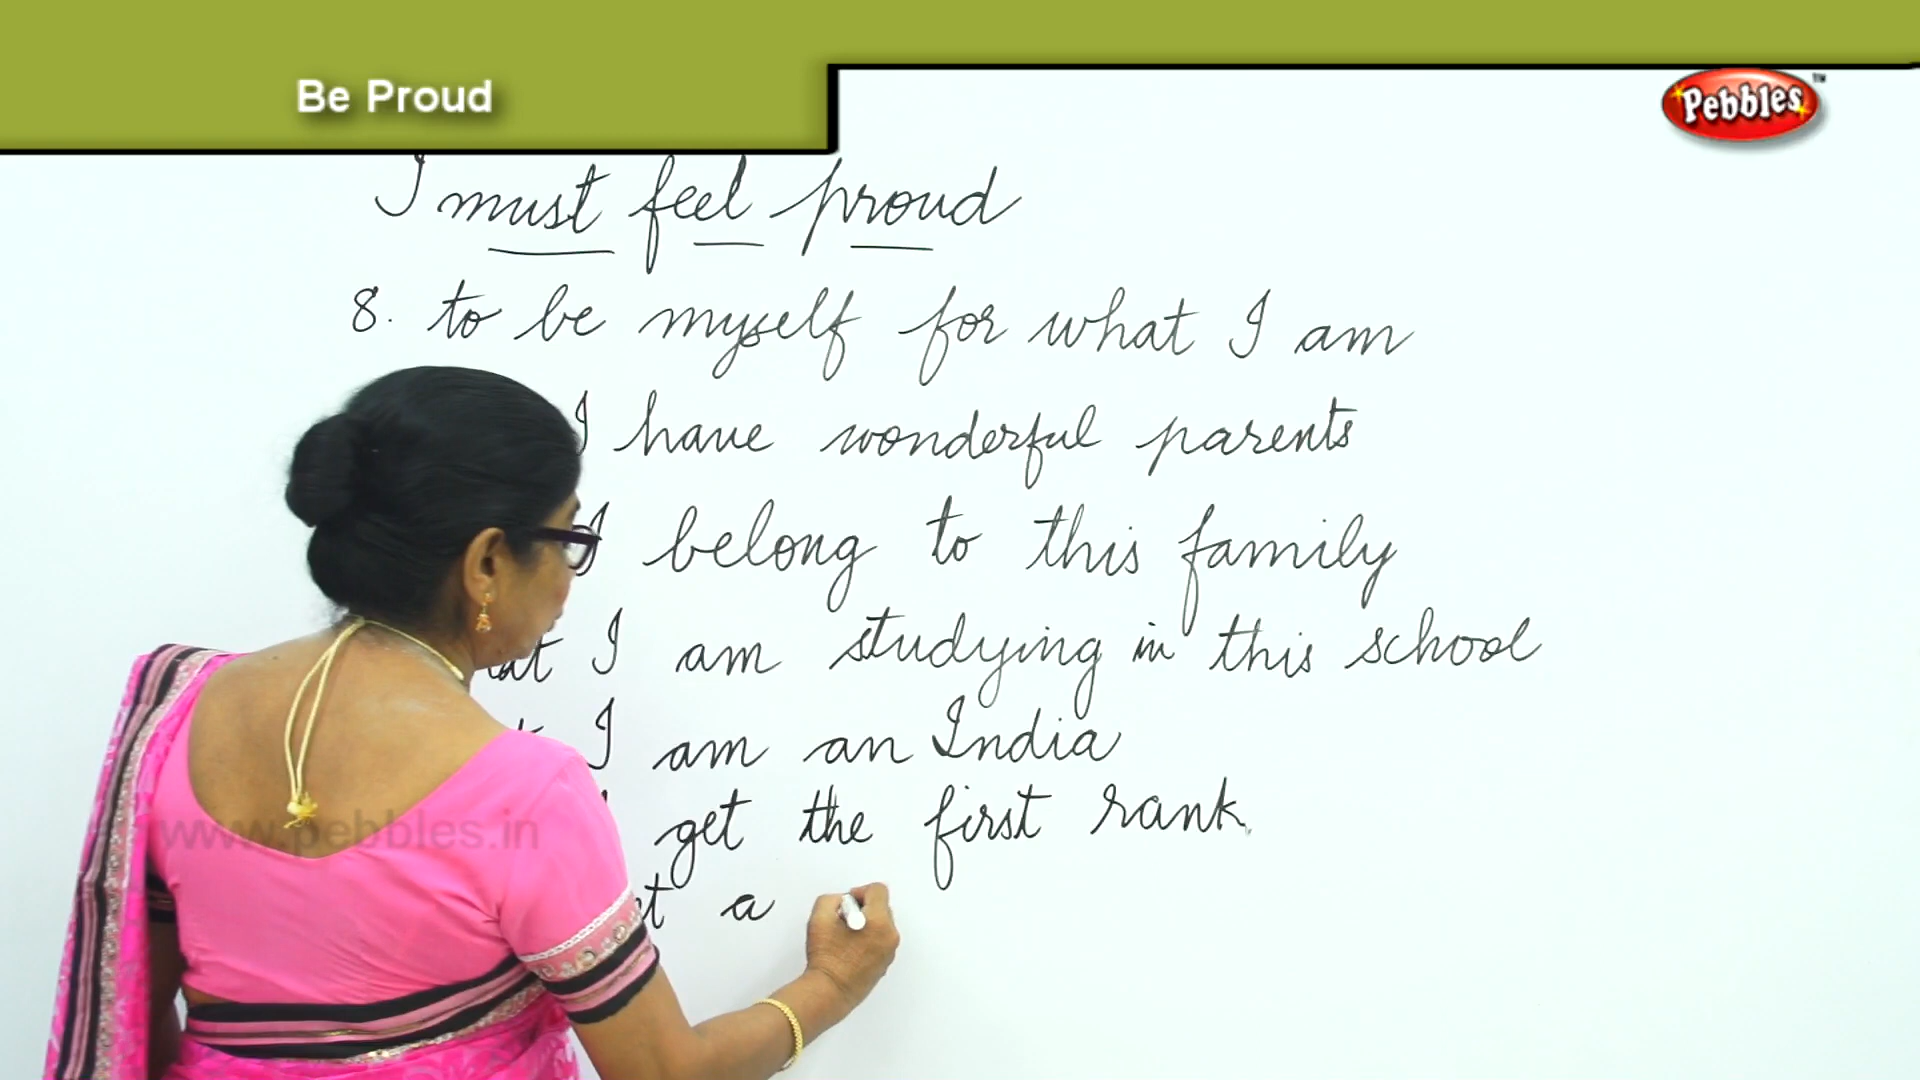 Be Proud
Pebbles TM
I must feel proud
8. to be myself for what I am
I have wonderful parents
I belong to this family
I am studying in this school
I am an India
get the first rank
a
www.pebbles.in